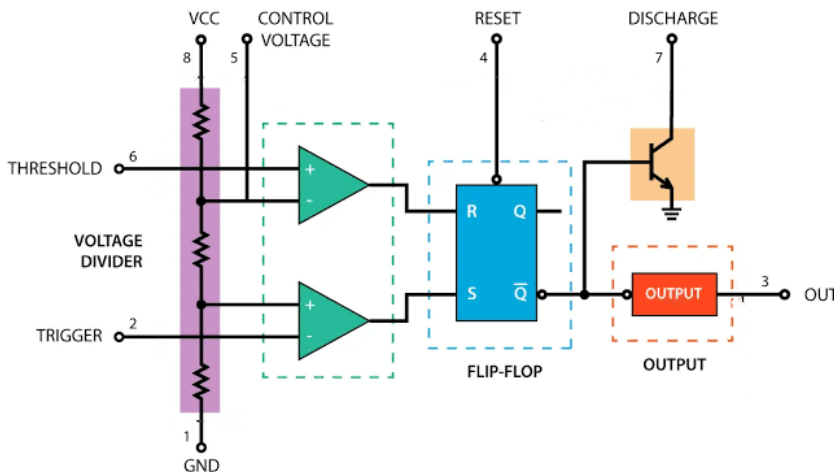 VCC
CONTROL
VOLTAGE
RESET
DISCHARGE
8
5
4
7
THRESHOLD
6
+
-
R
Q
VOLTAGE
DIVIDER
S
Q̅
OUTPUT
3
OUT
+
-
TRIGGER
2
FLIP-FLOP
OUTPUT
1
GND